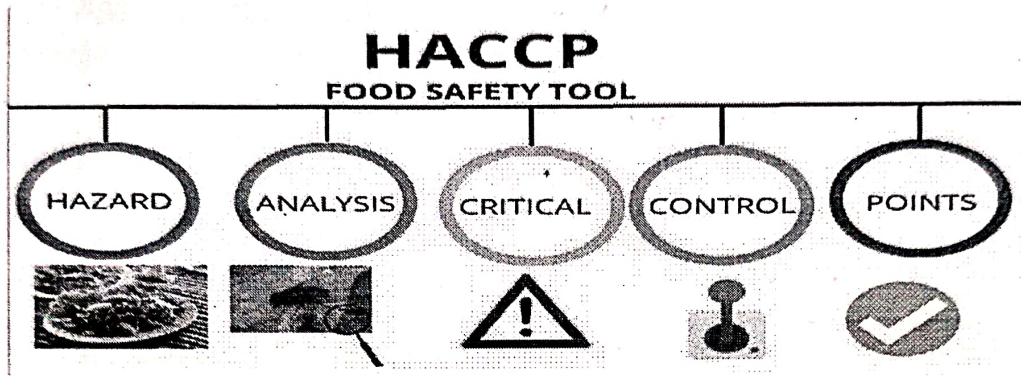 HACCP
FOOD SAFETY TOOL
HAZARD ANALYSIS CRITICAL CONTROL POINTS